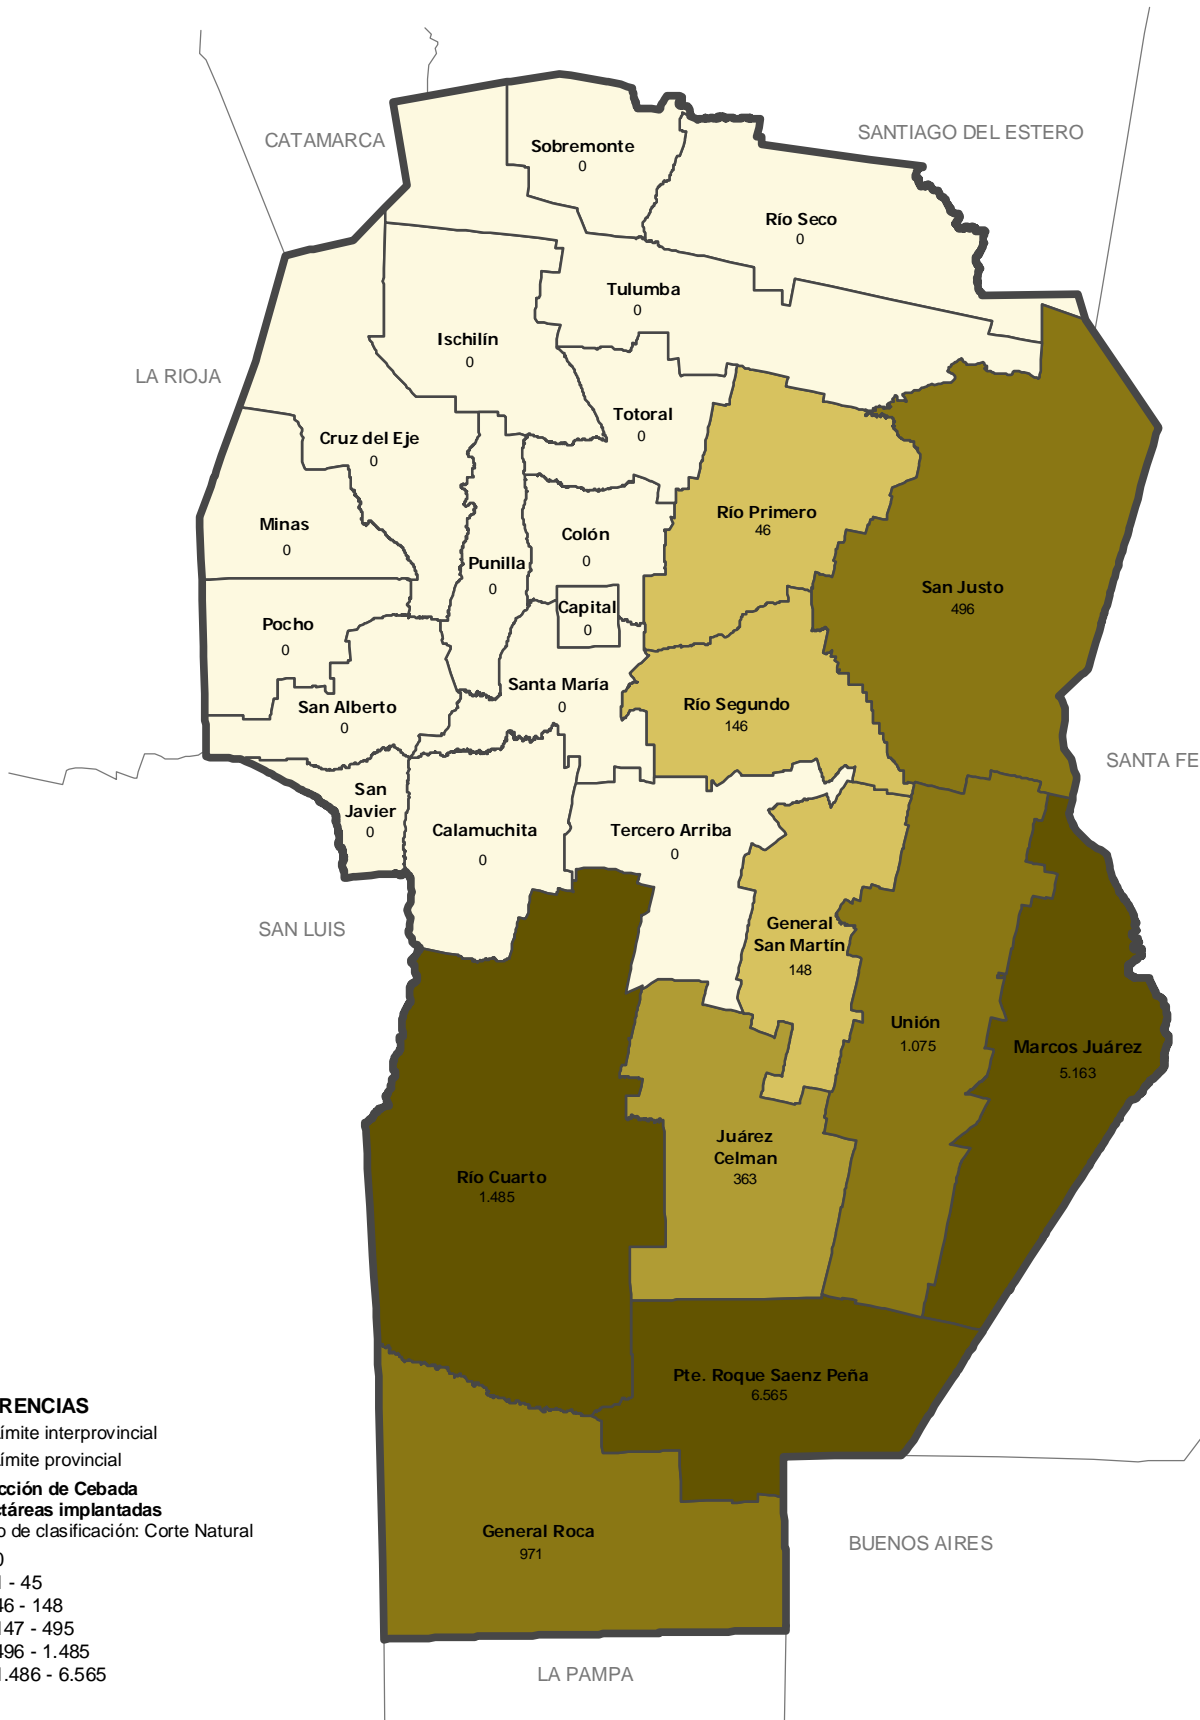 CATAMARCA
SANTIAGO DEL ESTERO
Sobremonte
0
Río Seco
0
Tulumba
0
Ischilín
0
LA RIOJA
Totoral
0
Cruz del Eje
0
Río Primero
46
Minas
0
Colón
0
Punilla
0
San Justo
496
Capital
0
Pocho
0
Santa María
0
San Alberto
0
Río Segundo
146
SANTA FE
San
Javier
0
Calamuchita
0
Tercero Arriba
0
SAN LUIS
General
San Martín
148
Unión
1.075
Marcos Juárez
5.163
Juárez
Celman
363
Río Cuarto
1.485
Pte. Roque Saenz Peña
6.565
General Roca
971
BUENOS AIRES
LA PAMPA
RENCIAS
ímite interprovincial
ímite provincial
cción de Cebada
táreas implantadas
o de clasificación: Corte Natural
0
1 - 45
46 - 148
147 - 495
496 - 1.485
1.486 - 6.565